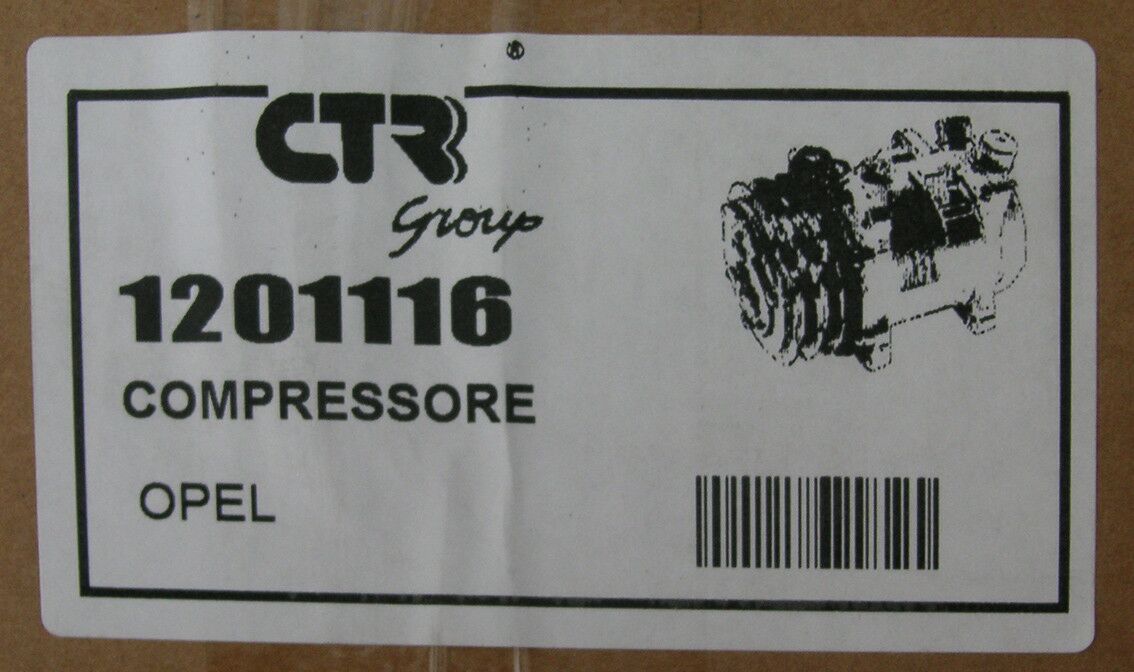 ®
CTR
Group
1201116
COMPRESSORE
OPEL